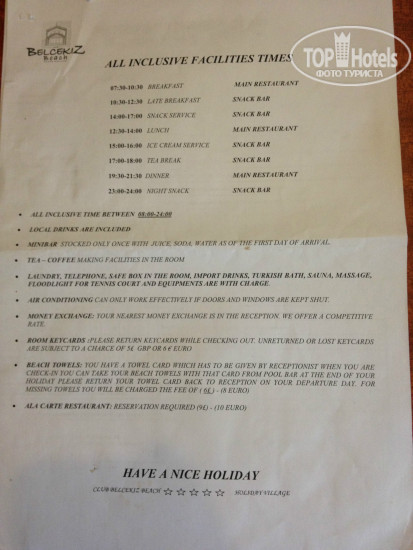 BELCEKIZ
Beach
TOP Hotels
ФОТО ТУРИСТА
ALL INCLUSIVE FACILITIES TIMES
07:30-10:30 BREAKFAST MAIN RESTAURANT
10:30-12:30 LATE BREAKFAST SNACK BAR
14:00-17:00 SNACK SERVICE SNACK BAR
12:30-14:00 LUNCH MAIN RESTAURANT
15:00-16:00 ICE CREAM SERVICE SNACK BAR
17:00-18:00 TEA BREAK SNACK BAR
19:30-21:30 DINNER MAIN RESTAURANT
23:00-24:00 NIGHT SNACK SNACK BAR
• ALL INCLUSIVE TIME BETWEEN 08:00-24:00
• LOCAL DRINKS ARE INCLUDED
• MINIBAR STOCKED ONLY ONCE WITH JUICE, SODA, WATER AS OF THE FIRST DAY OF ARRIVAL.
• TEA – COFFEE MAKING FACILITIES IN THE ROOM
• LAUNDRY, TELEPHONE, SAFE BOX IN THE ROOM, IMPORT DRINKS, TURKISH BATH, SAUNA, MASSAGE,
FLOODLIGHT FOR TENNIS COURT AND EQUIPMENTS ARE WITH CHARGE.
• AIR CONDITIONING CAN ONLY WORK EFFECTIVELY IF DOORS AND WINDOWS ARE KEPT SHUT.
• MONEY EXCHANGE: YOUR NEAREST MONEY EXCHANGE IS IN THE RECEPTION. WE OFFER A COMPETITIVE
RATE.
• ROOM KEYCARDS :PLEASE RETURN KEYCARDS WHILE CHECKING OUT. UNRETURNED OR LOST KEYCARDS
ARE SUBJECT TO A CHARCE OF 5£ GBP OR 6 € EURO
• BEACH TOWELS: YOU HAVE A TOWEL CARD WHICH HAS TO BE GIVEN BY RECEPTIONIST WHEN YOU ARE
CHECK-IN YOU CAN TAKE YOUR BEACH TOWELS WITH THAT CARD FROM POOL BAR AT THE END OF YOUR
HOLIDAY PLEASE RETURN YOUR TOWEL CARD BACK TO RECEPTION ON YOUR DEPARTURE DAY. FOR
MISSING TOWELS YOU WILL BE CHARGED THE FEE OF ( 6£ ) - (8 EURO)
• ALA CARTE RESTAURANT: RESERVATION REQUIRED (9£) - (10 EURO)
HAVE A NICE HOLIDAY
CLUB BELCEKIZ BEACH ☆☆☆☆☆ HOLIDAY VILLAGE